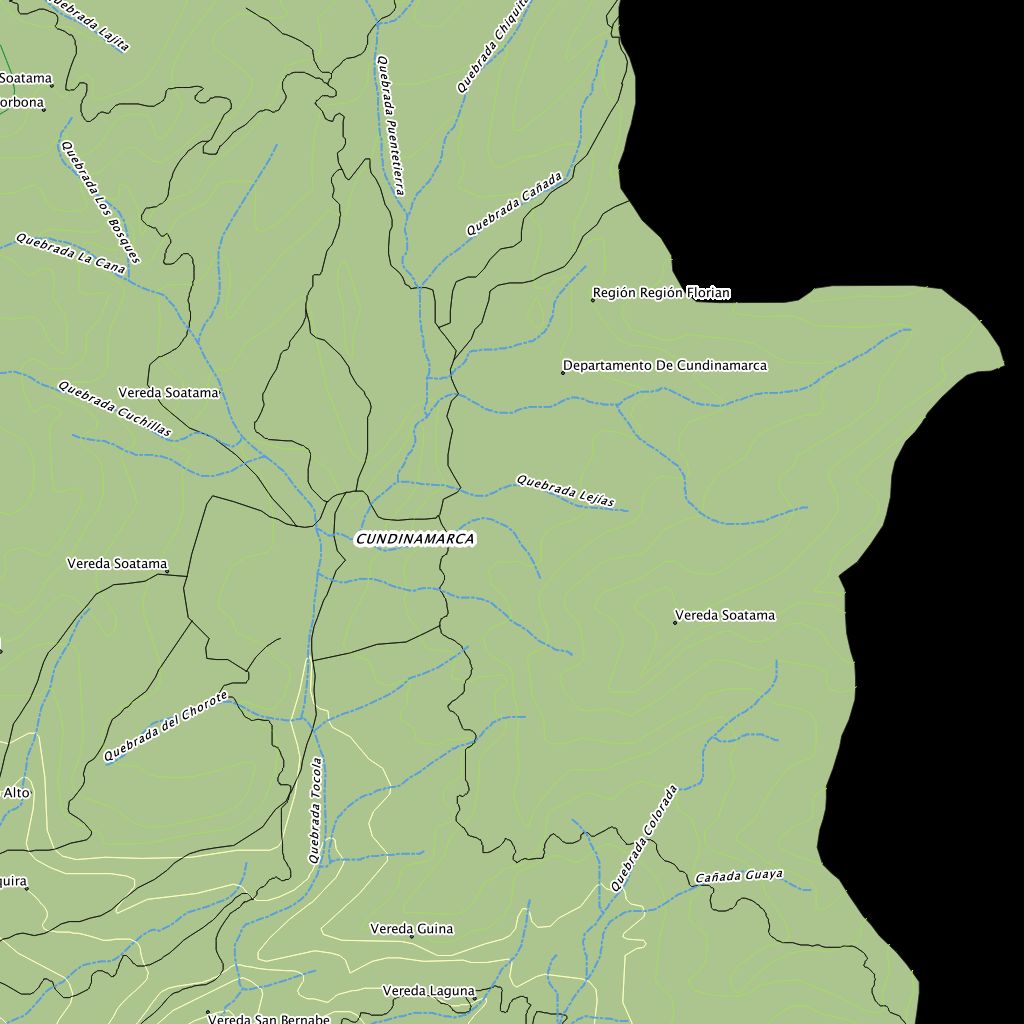 Quebrada Lajita
Quebrada Chiquita
Soatama
orbona
Quebrada Puentetierra
Quebrada Los Bosques
Quebrada Cañada
Quebrada La Cana
Región Región Florian
Departamento De Cundinamarca
Vereda Soatama
Quebrada Cuchillas
Quebrada Lejías
CUNDINAMARCA
Vereda Soatama
Vereda Soatama
Quebrada del Chorote
Alto
Quebrada Tocola
Quebrada Colorada
Cañada Guaya
quira
Vereda Guina
Vereda Laguna
Vereda San Bernabe